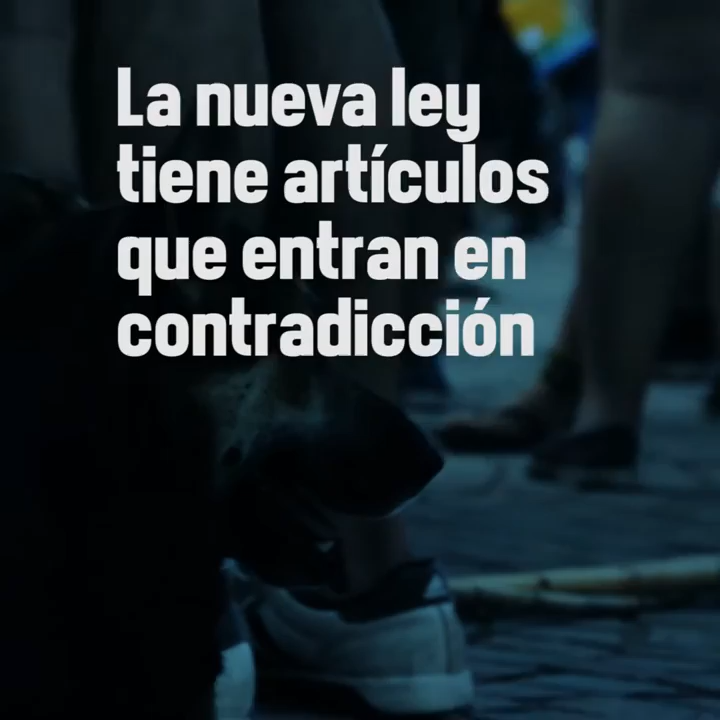 La nueva ley
tiene artículos
que entran en
contradicción